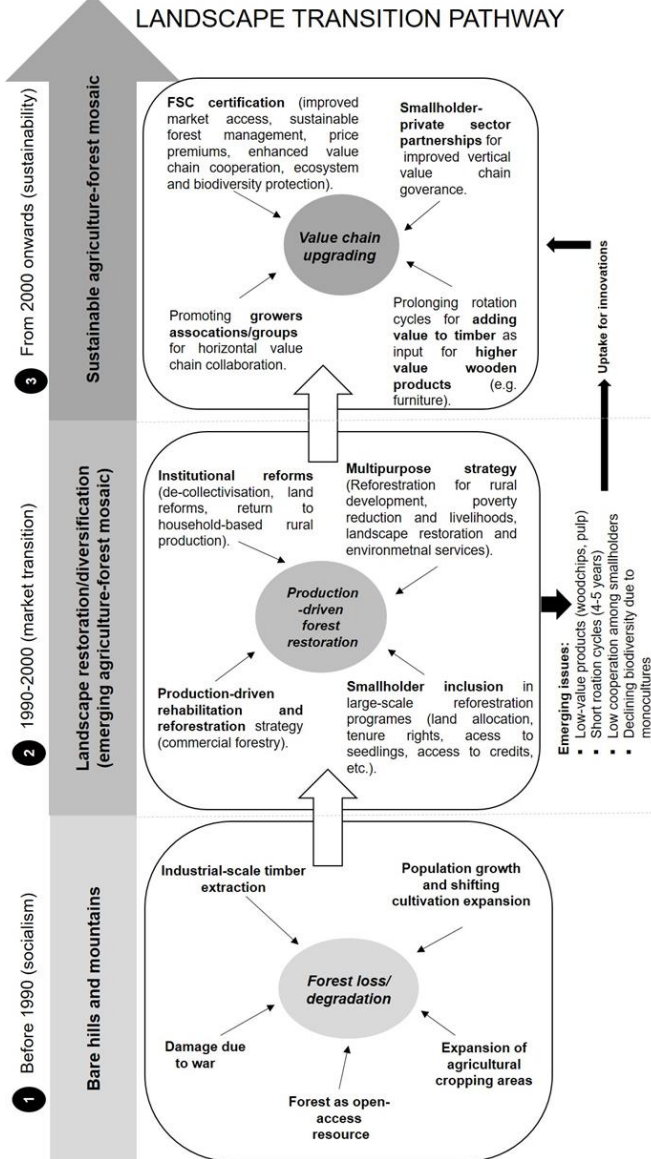 LANDSCAPE TRANSITION PATHWAY
3 From 2000 onwards (sustainability)
Sustainable agriculture-forest mosaic
FSC certification (improved
market access, sustainable
forest management, price
premiums, enhanced value
chain cooperation, ecosystem
and biodiversity protection).
Smallholder-
private sector
partnerships for
improved vertical
value chain
goverance.
Value chain
upgrading
Promoting growers
assocations/groups
for horizontal value
chain collaboration.
Prolonging rotation
cycles for adding
value to timber as
input for higher
value wooden
products (e.g.
furniture).
Uptake for innovations
2 1990-2000 (market transition)
Landscape restoration/diversification
(emerging agriculture-forest mosaic)
Institutional reforms
(de-collectivisation, land
reforms, return to
household-based rural
production).
Multipurpose strategy
(Reforestration for rural
development, poverty
reduction and livelihoods,
landscape restoration and
environmetnal services).
Production
-driven
forest
restoration
Production-driven
rehabilitation and
reforestration strategy
(commercial forestry).
Smallholder inclusion in
large-scale reforestration
programes (land allocation,
tenure rights, acess to
seedlings, access to credits,
etc.).
Emerging issues:
▪ Low-value products (woodchips, pulp)
▪ Short roation cycles (4-5 years)
▪ Low cooperation among smallholders
▪ Declining biodiversity due to
monocultures
1 Before 1990 (socialism)
Bare hills and mountains
Industrial-scale timber
extraction
Population growth
and shifting
cultivation expansion
Forest loss/
degradation
Damage due
to war
Forest as open-
access
resource
Expansion of
agricultural
cropping areas